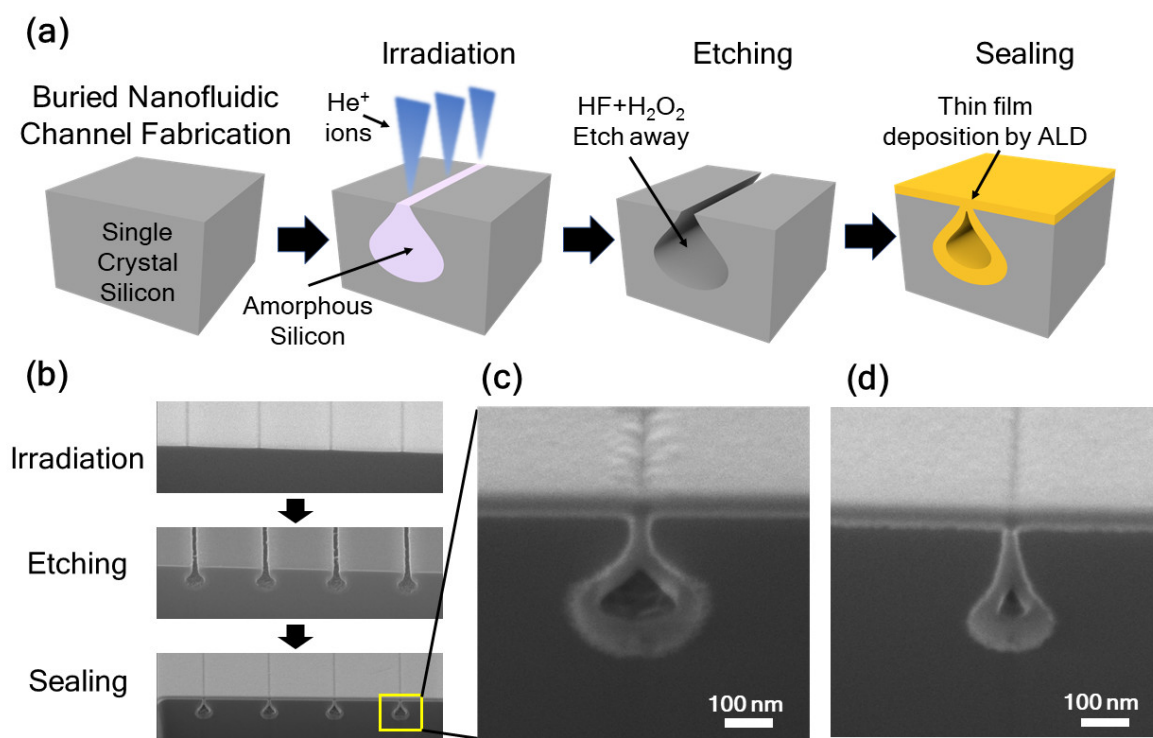 (a)
Buried Nanofluidic
Channel Fabrication
Single
Crystal
Silicon
Irradiation
He⁺
ions
Amorphous
Silicon
Etching
HF+H₂O₂
Etch away
Sealing
Thin film
deposition by ALD
(b)
Irradiation
Etching
Sealing
(c)
100 nm
(d)
100 nm